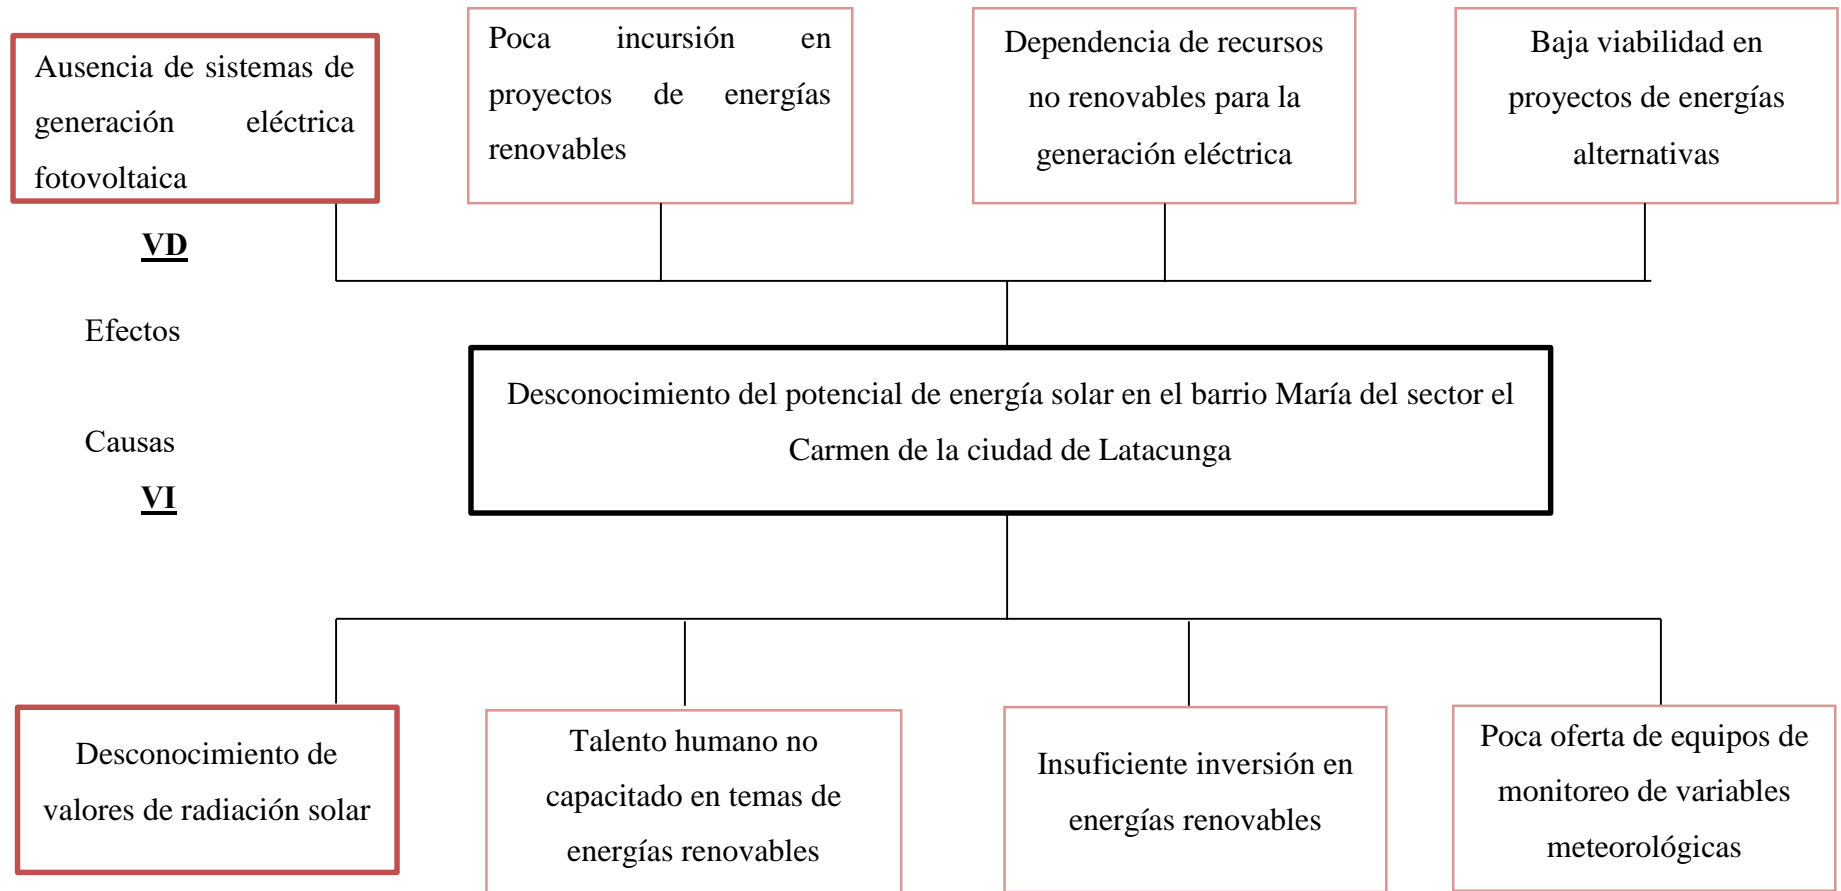 Ausencia de sistemas de
generación eléctrica
fotovoltaica
Poca incursión en
proyectos de energías
renovables
Dependencia de recursos
no renovables para la
generación eléctrica
Baja viabilidad en
proyectos de energías
alternativas
VD
Efectos
Desconocimiento del potencial de energía solar en el barrio María del sector el
Carmen de la ciudad de Latacunga
Causas
VI
Desconocimiento de
valores de radiación solar
Talento humano no
capacitado en temas de
energías renovables
Insuficiente inversión en
energías renovables
Poca oferta de equipos de
monitoreo de variables
meteorológicas